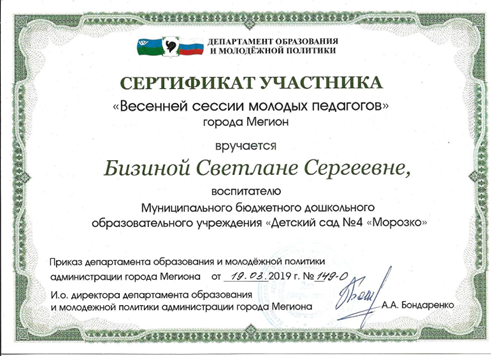 ДЕПАРТАМЕНТ ОБРАЗОВАНИЯ
И МОЛОДЁЖНОЙ ПОЛИТИКИ
СЕРТИФИКАТ УЧАСТНИКА
«Весенней сессии молодых педагогов»
города Мегион
вручается
Бизиной Светлане Сергеевне,
воспитателю
Муниципального бюджетного дошкольного
образовательного учреждения «Детский сад №4 «Морозко»
Приказ департамента образования и молодёжной политики
администрации города Мегиона от 19.03.2019 г. № 149-О
И.о. директора департамента образования
и молодежной политики администрации города Мегиона А.А. Бондаренко